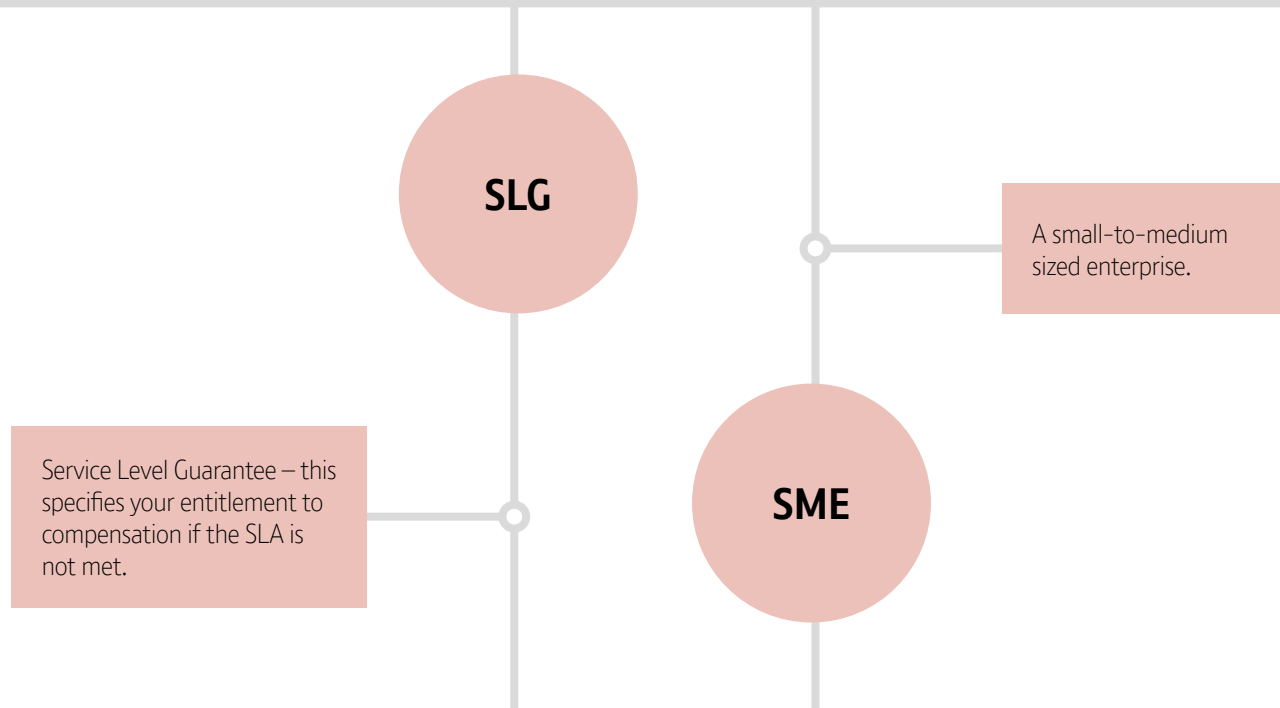 SLG
Service Level Guarantee – this
specifies your entitlement to
compensation if the SLA is
not met.
A small-to-medium
sized enterprise.
SME